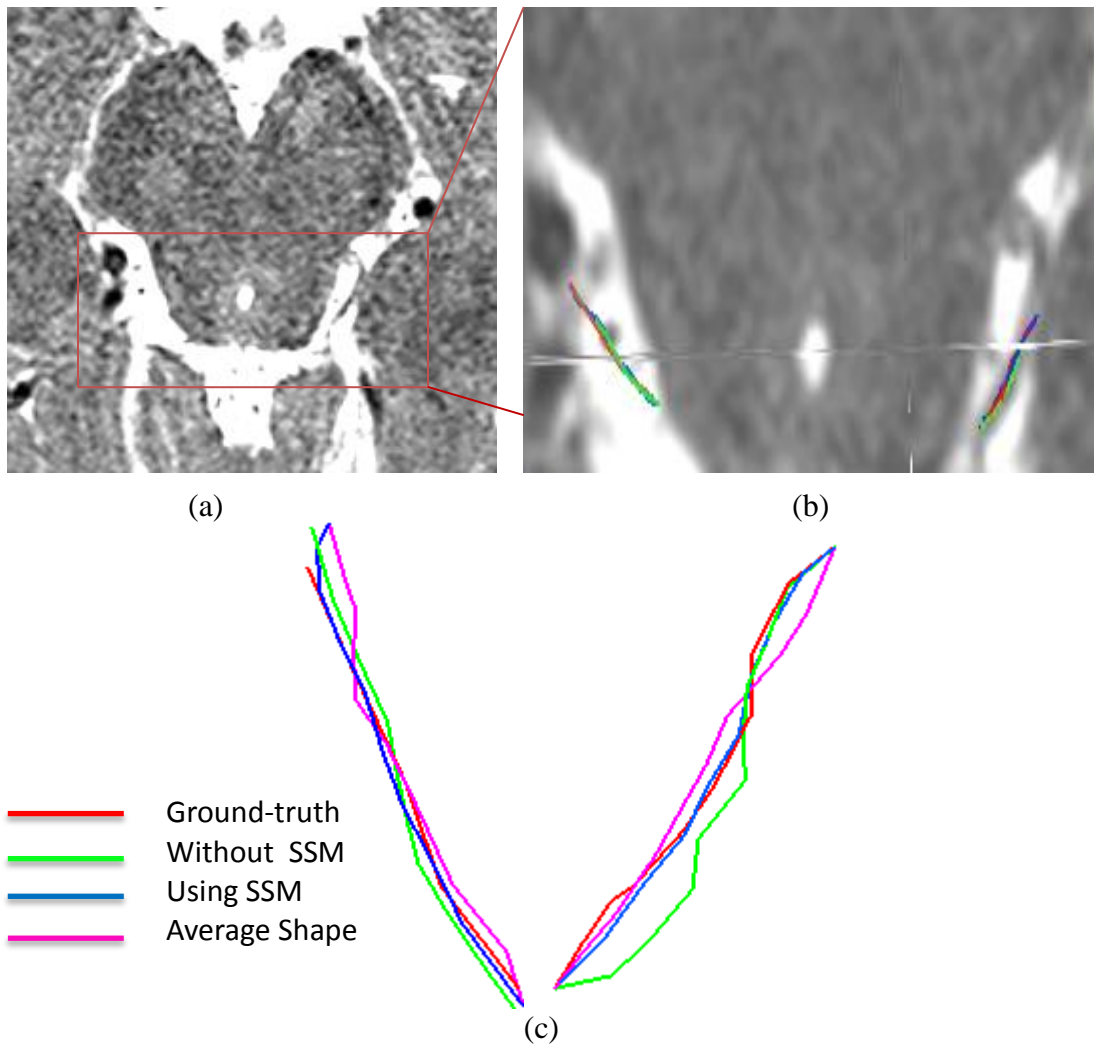 (a)
(b)
Ground-truth
Without SSM
Using SSM
Average Shape
(c)